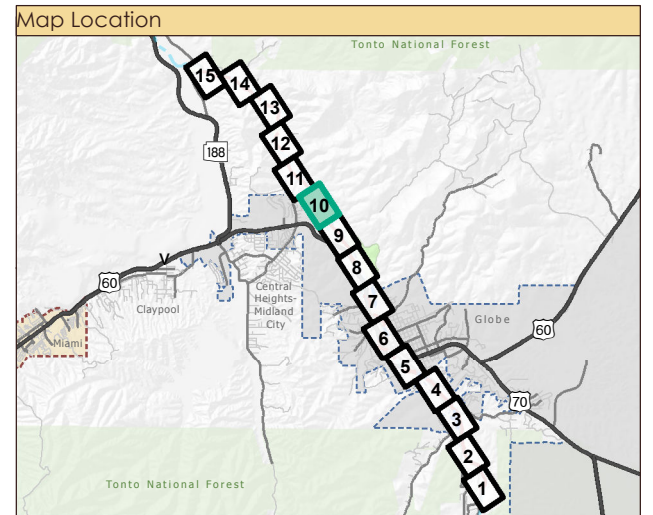 Map Location
Tonto National Forest
15
14
13
12
188
11
10
9
8
60
Central
Heights-
Midland
City
Claypool
7
Globe
60
Miami
6
5
4
70
3
2
Tonto National Forest
1